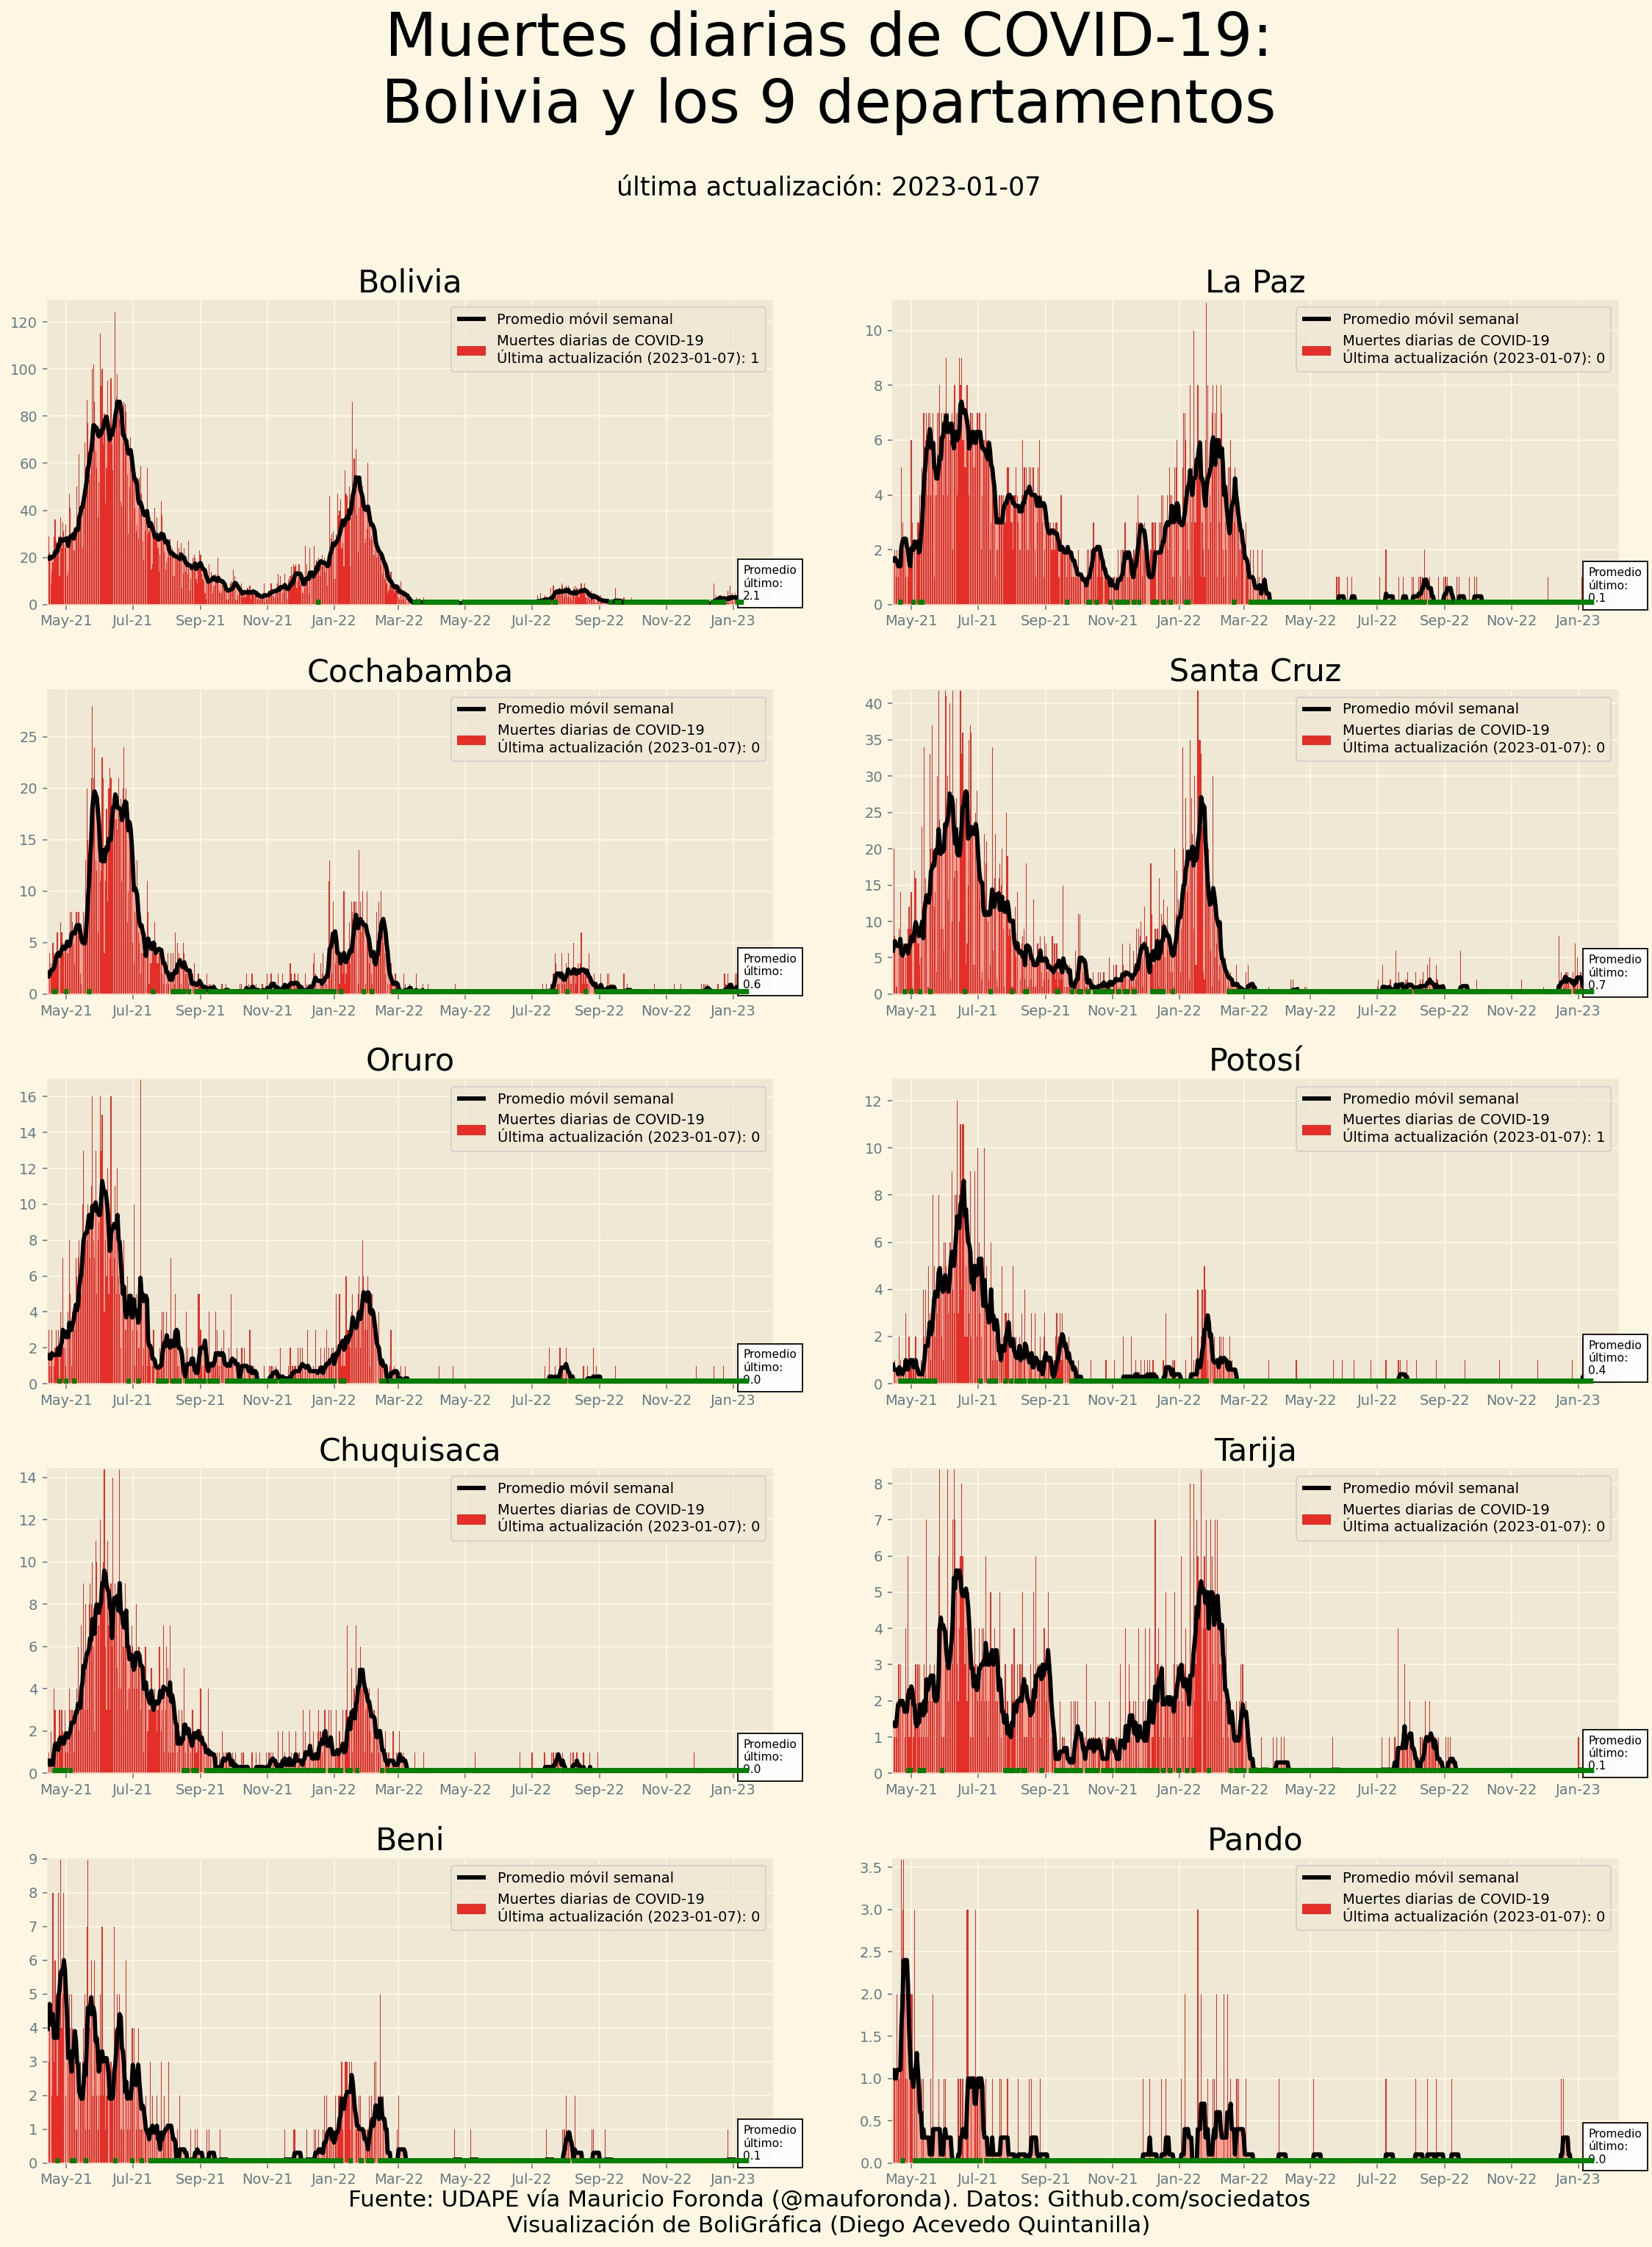 Muertes diarias de COVID-19:
Bolivia y los 9 departamentos
última actualización: 2023-01-07
Bolivia
120
100
80
60
40
20
0
Promedio móvil semanal
Muertes diarias de COVID-19
Última actualización (2023-01-07): 1
Promedio
último:
2.1
May-21 Jul-21 Sep-21 Nov-21 Jan-22 Mar-22 May-22 Jul-22 Sep-22 Nov-22 Jan-23
La Paz
10
8
6
4
2
0
Promedio móvil semanal
Muertes diarias de COVID-19
Última actualización (2023-01-07): 0
Promedio
último:
0.1
May-21 Jul-21 Sep-21 Nov-21 Jan-22 Mar-22 May-22 Jul-22 Sep-22 Nov-22 Jan-23
Cochabamba
25
20
15
10
5
0
Promedio móvil semanal
Muertes diarias de COVID-19
Última actualización (2023-01-07): 0
Promedio
último:
0.6
May-21 Jul-21 Sep-21 Nov-21 Jan-22 Mar-22 May-22 Jul-22 Sep-22 Nov-22 Jan-23
Santa Cruz
40
35
30
25
20
15
10
5
0
Promedio móvil semanal
Muertes diarias de COVID-19
Última actualización (2023-01-07): 0
Promedio
último:
0.7
May-21 Jul-21 Sep-21 Nov-21 Jan-22 Mar-22 May-22 Jul-22 Sep-22 Nov-22 Jan-23
Oruro
16
14
12
10
8
6
4
2
0
Promedio móvil semanal
Muertes diarias de COVID-19
Última actualización (2023-01-07): 0
Promedio
último:
0.0
May-21 Jul-21 Sep-21 Nov-21 Jan-22 Mar-22 May-22 Jul-22 Sep-22 Nov-22 Jan-23
Potosí
12
10
8
6
4
2
0
Promedio móvil semanal
Muertes diarias de COVID-19
Última actualización (2023-01-07): 1
Promedio
último:
0.4
May-21 Jul-21 Sep-21 Nov-21 Jan-22 Mar-22 May-22 Jul-22 Sep-22 Nov-22 Jan-23
Chuquisaca
14
12
10
8
6
4
2
0
Promedio móvil semanal
Muertes diarias de COVID-19
Última actualización (2023-01-07): 0
Promedio
último:
0.0
May-21 Jul-21 Sep-21 Nov-21 Jan-22 Mar-22 May-22 Jul-22 Sep-22 Nov-22 Jan-23
Tarija
8
7
6
5
4
3
2
1
0
Promedio móvil semanal
Muertes diarias de COVID-19
Última actualización (2023-01-07): 0
Promedio
último:
0.1
May-21 Jul-21 Sep-21 Nov-21 Jan-22 Mar-22 May-22 Jul-22 Sep-22 Nov-22 Jan-23
Beni
9
8
7
6
5
4
3
2
1
0
Promedio móvil semanal
Muertes diarias de COVID-19
Última actualización (2023-01-07): 0
Promedio
último:
0.1
May-21 Jul-21 Sep-21 Nov-21 Jan-22 Mar-22 May-22 Jul-22 Sep-22 Nov-22 Jan-23
Pando
3.5
3.0
2.5
2.0
1.5
1.0
0.5
0.0
Promedio móvil semanal
Muertes diarias de COVID-19
Última actualización (2023-01-07): 0
Promedio
último:
0.0
May-21 Jul-21 Sep-21 Nov-21 Jan-22 Mar-22 May-22 Jul-22 Sep-22 Nov-22 Jan-23
Fuente: UDAPE vía Mauricio Foronda (@mauforonda). Datos: Github.com/sociedatos
Visualización de BoliGráfica (Diego Acevedo Quintanilla)